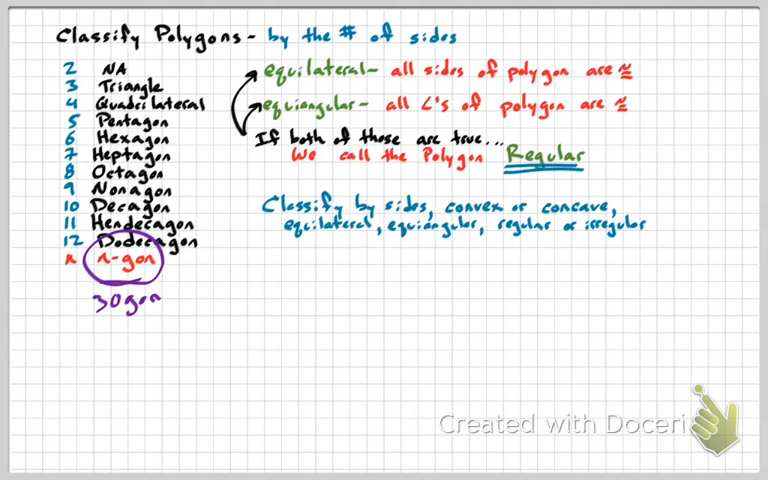 Classify Polygons - by the # of sides
2 NA
3 Triangle
4 Quadrilateral
5 Pentagon
6 Hexagon
7 Heptagon
8 Octagon
9 Nonagon
10 Decagon
11 Hendecagon
12 Dodecagon
n n-gon
30gon
equilateral - all sides of polygon are ≅
equiangular - all ∠'s of polygon are ≅
If both of those are true...
We call the Polygon Regular
Classify by sides, convex or concave,
equilateral, equiangular, regular or irregular
Created with Doceri